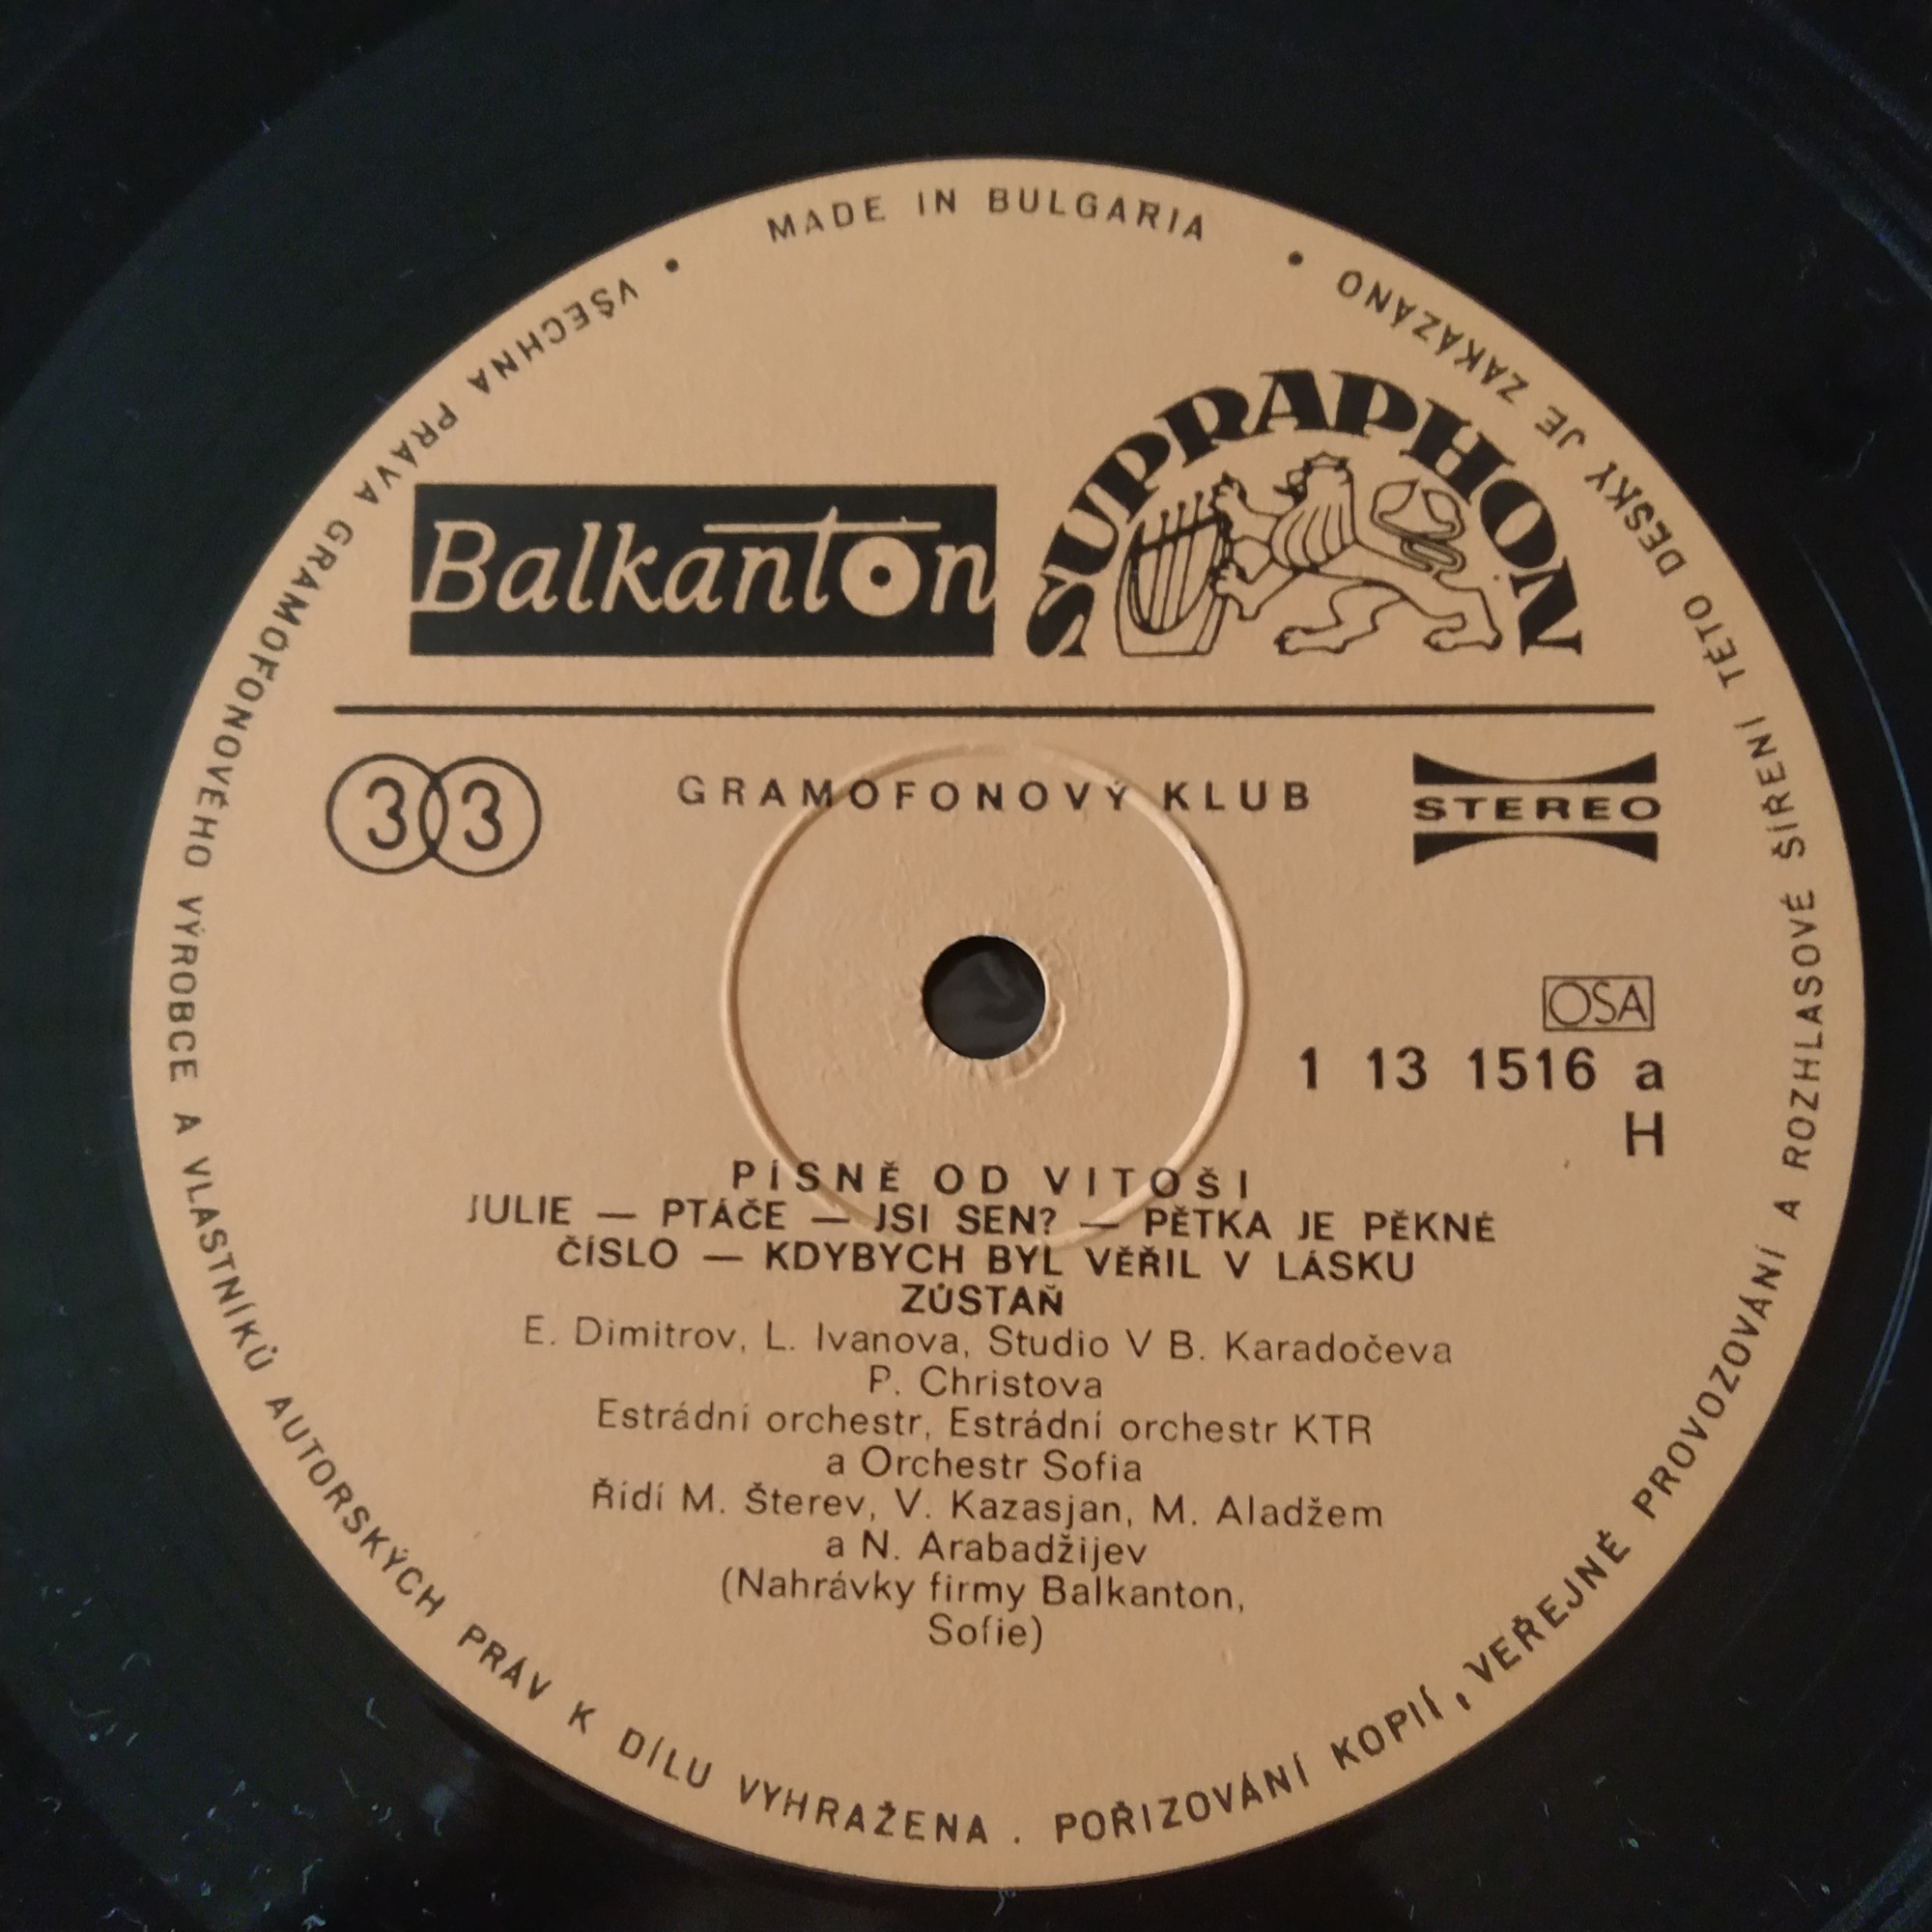 MADE IN BULGARIA
Balkanton
SUPRAPHON
33
GRAMOFONOVÝ KLUB
STEREO
OSA
1 13 1516 a
H
PÍSNĚ OD VITOŠI
JULIE — PTÁČE — JSI SEN? — PĚTKA JE PĚKNÉ
ČÍSLO — KDYBYCH BYL VĚŘIL V LÁSKU
ZŮSTAŇ
E. Dimitrov, L. Ivanova, Studio V B. Karadočeva
P. Christova
Estrádní orchestr, Estrádní orchestr KTR
a Orchestr Sofia
Řídí M. Šterev, V. Kazasjan, M. Aladžem
a N. Arabadžijev
(Nahrávky firmy Balkanton,
Sofie)
• VŠECHNA PRÁVA GRAMOFONOVÉHO VÝROBCE A VLASTNÍKŮ AUTORSKÝCH PRÁV K DÍLU VYHRAŽENA . POŘIZOVÁNÍ KOPIÍ, VEŘEJNÉ PROVOZOVÁNÍ A ROZHLASOVÉ ŠÍŘENÍ TÉTO DESKY JE ZAKÁZÁNO •